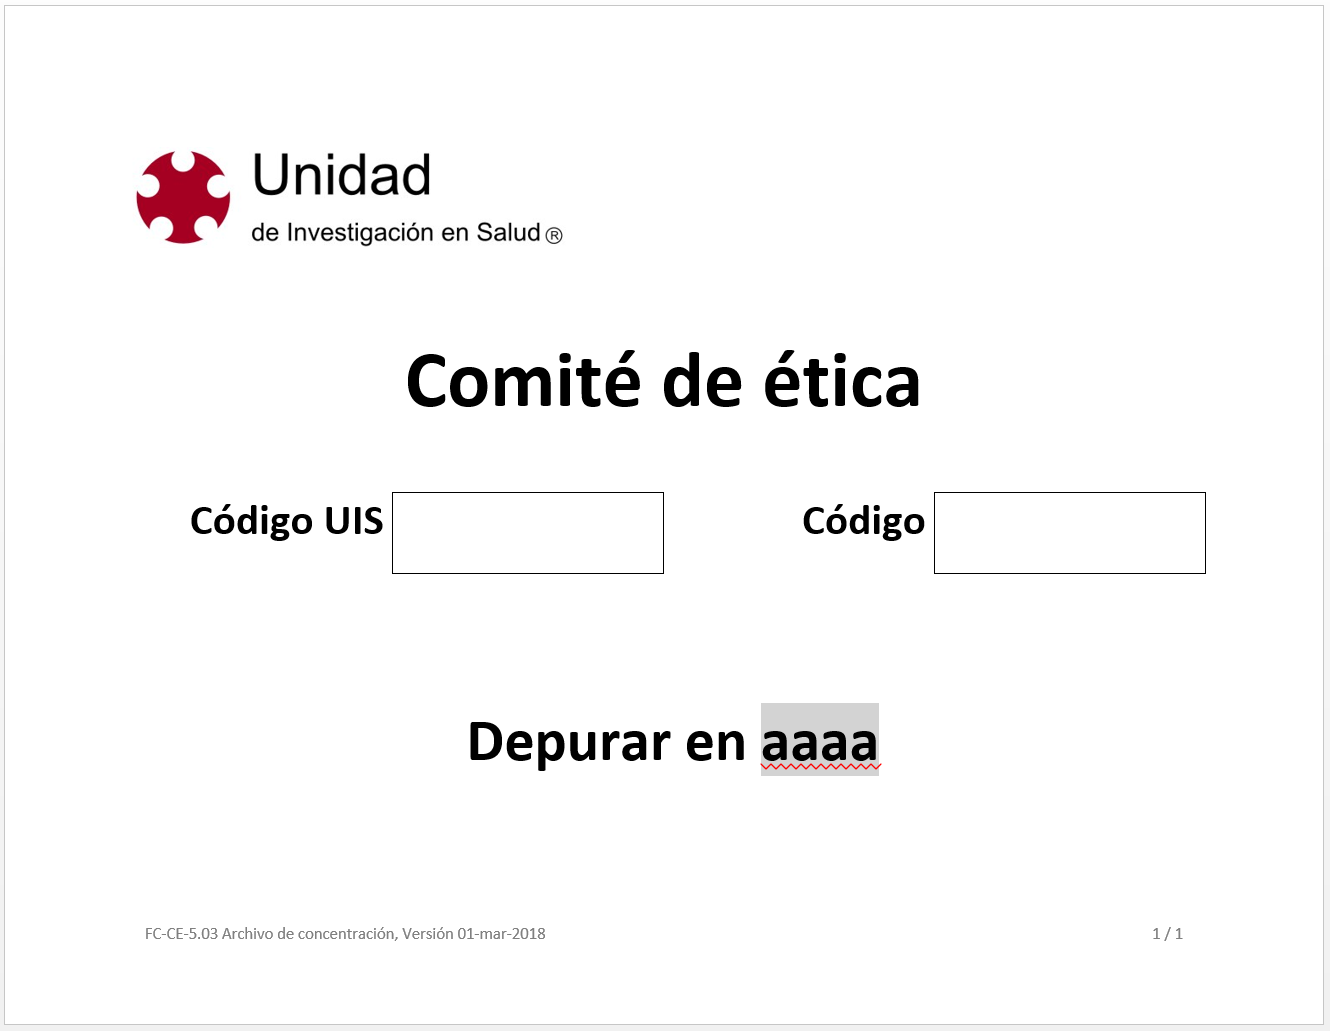 Unidad
de Investigación en Salud®
Comité de ética
Código UIS Código
Depurar en aaaa
FC-CE-5.03 Archivo de concentración, Versión 01-mar-2018 1 / 1